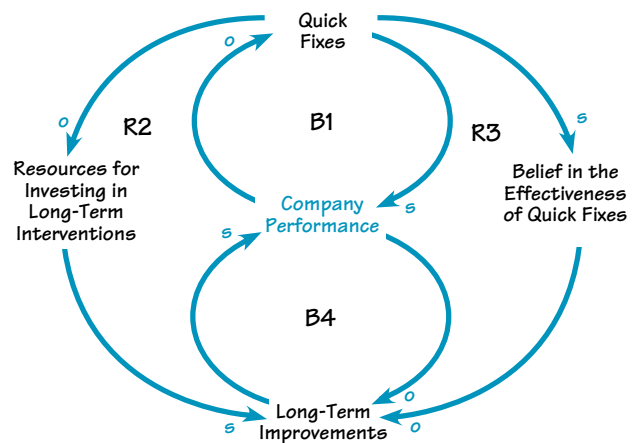 Quick
Fixes
o
o
s
R2
B1
R3
Resources for
Investing in
Long-Term
Interventions
Belief in the
Effectiveness
of Quick Fixes
Company
Performance
s
s
B4
o
Long-Term
Improvements
s
o